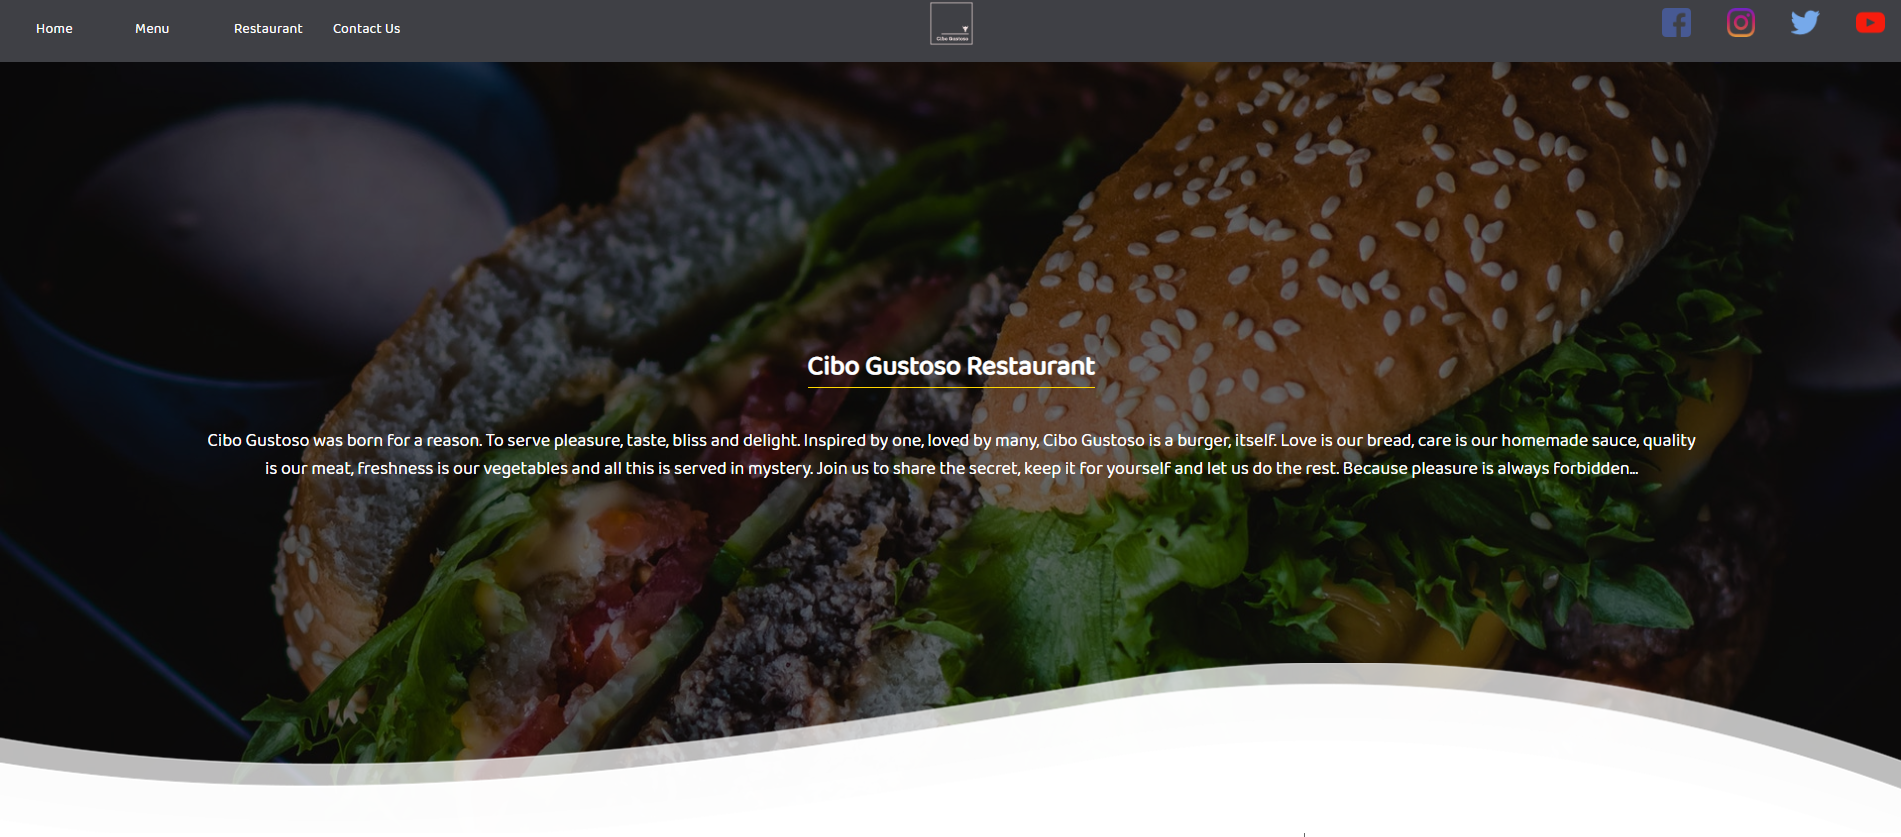 Home Menu Restaurant Contact Us
Cibo Gustoso
Cibo Gustoso Restaurant
Cibo Gustoso was born for a reason. To serve pleasure, taste, bliss and delight. Inspired by one, loved by many, Cibo Gustoso is a burger, itself. Love is our bread, care is our homemade sauce, quality
is our meat, freshness is our vegetables and all this is served in mystery. Join us to share the secret, keep it for yourself and let us do the rest. Because pleasure is always forbidden...